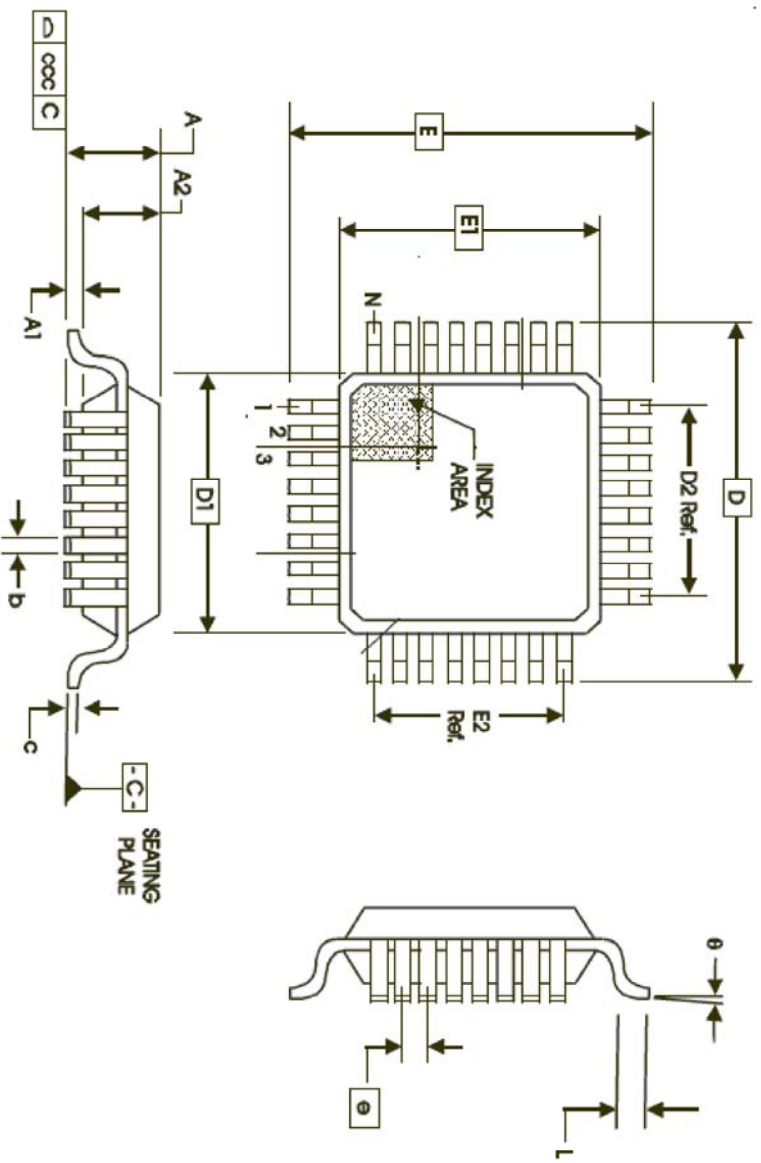 D
D2 Ref.
E2
Ref.
E
E1
INDEX
AREA
N
1
2
3
D1
A
A2
A1
D ccc C
b
c
- C -
SEATING
PLANE
θ
e
L